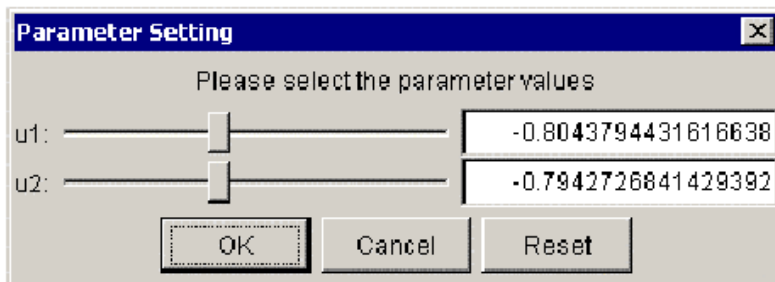 Parameter Setting
Please select the parameter values
u1: -0.8043794431616638
u2: -0.7942726841429392
OK Cancel Reset